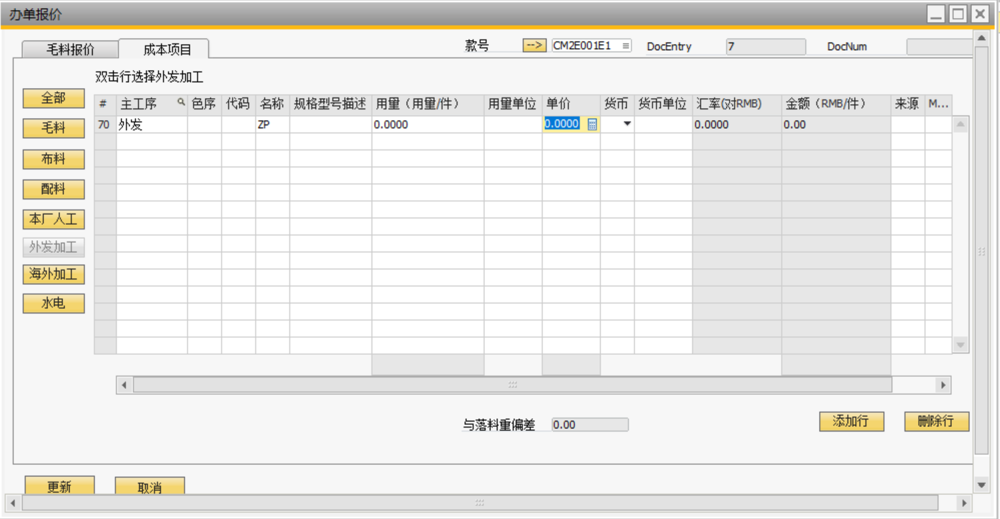 办单报价
毛料报价 成本项目 款号 --> CM2E001E1 DocEntry 7 DocNum
双击行选择外发加工
全部
毛料
布料
配料
本厂人工
外发加工
海外加工
水电
# 主工序 色序 代码 名称 规格型号描述 用量（用量/件） 用量单位 单价 货币 货币单位 汇率(对RMB) 金额（RMB/件） 来源 M...
70 外发 ZP 0.0000 0.0000 0.0000 0.00
与落料重偏差 0.00 添加行 删除行
更新 取消